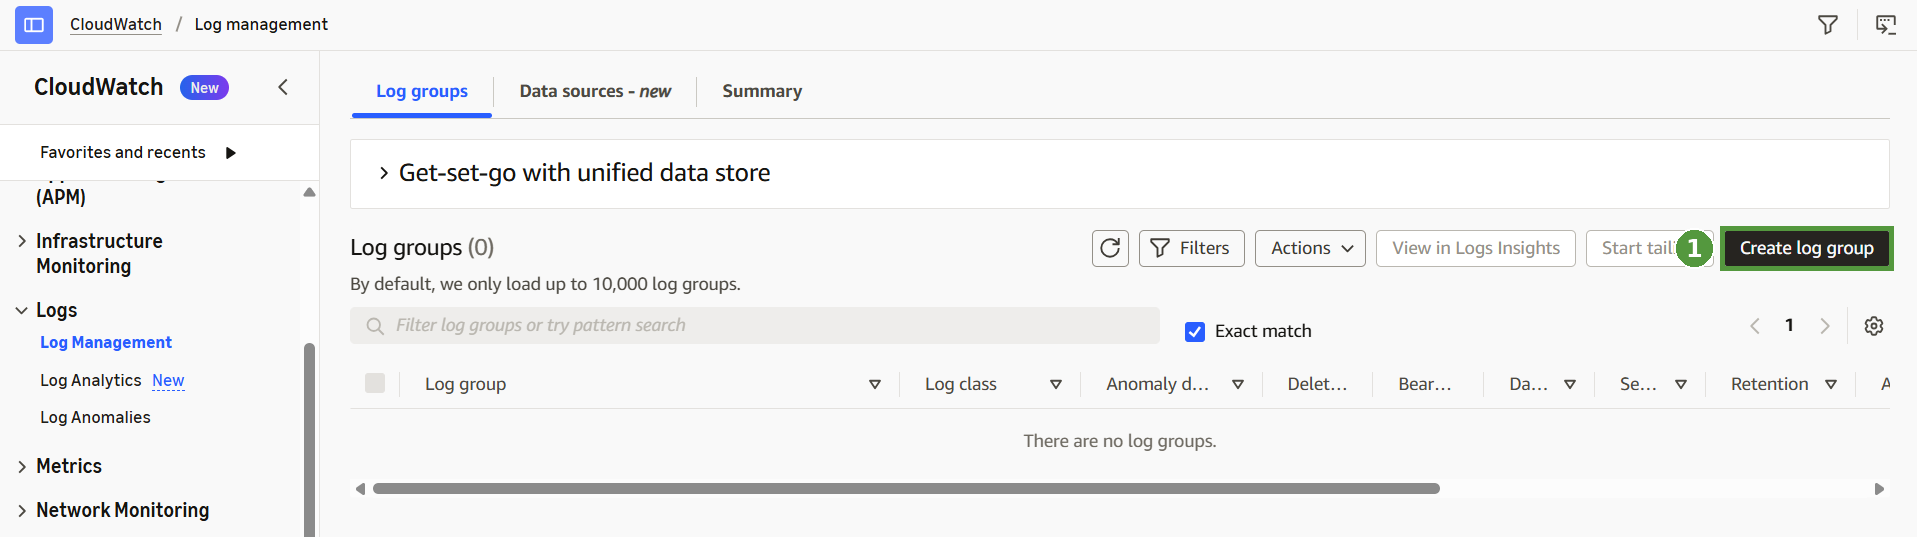 CloudWatch / Log management
CloudWatch New
Favorites and recents
(APM)
Infrastructure
Monitoring
Logs
Log Management
Log Analytics New
Log Anomalies
Metrics
Network Monitoring
Log groups
Data sources - new
Summary
Get-set-go with unified data store
Log groups (0)
Filters
Actions
View in Logs Insights
Start tail
1
Create log group
By default, we only load up to 10,000 log groups.
Filter log groups or try pattern search
Exact match
1
Log group
Log class
Anomaly d...
Delet...
Bear...
Da...
Se...
Retention
A
There are no log groups.